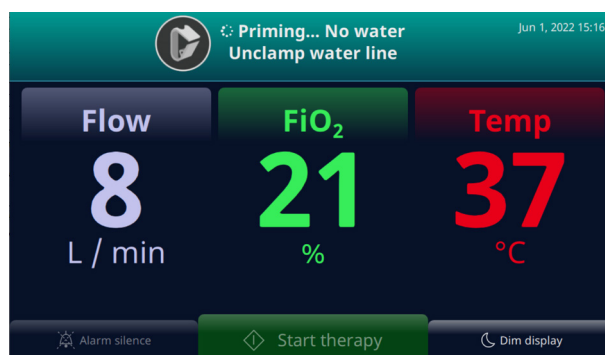 Priming... No water
Unclamp water line
Jun 1, 2022 15:16
Flow
FiO₂
Temp
8
21
37
L / min
%
°C
Alarm silence
Start therapy
Dim display